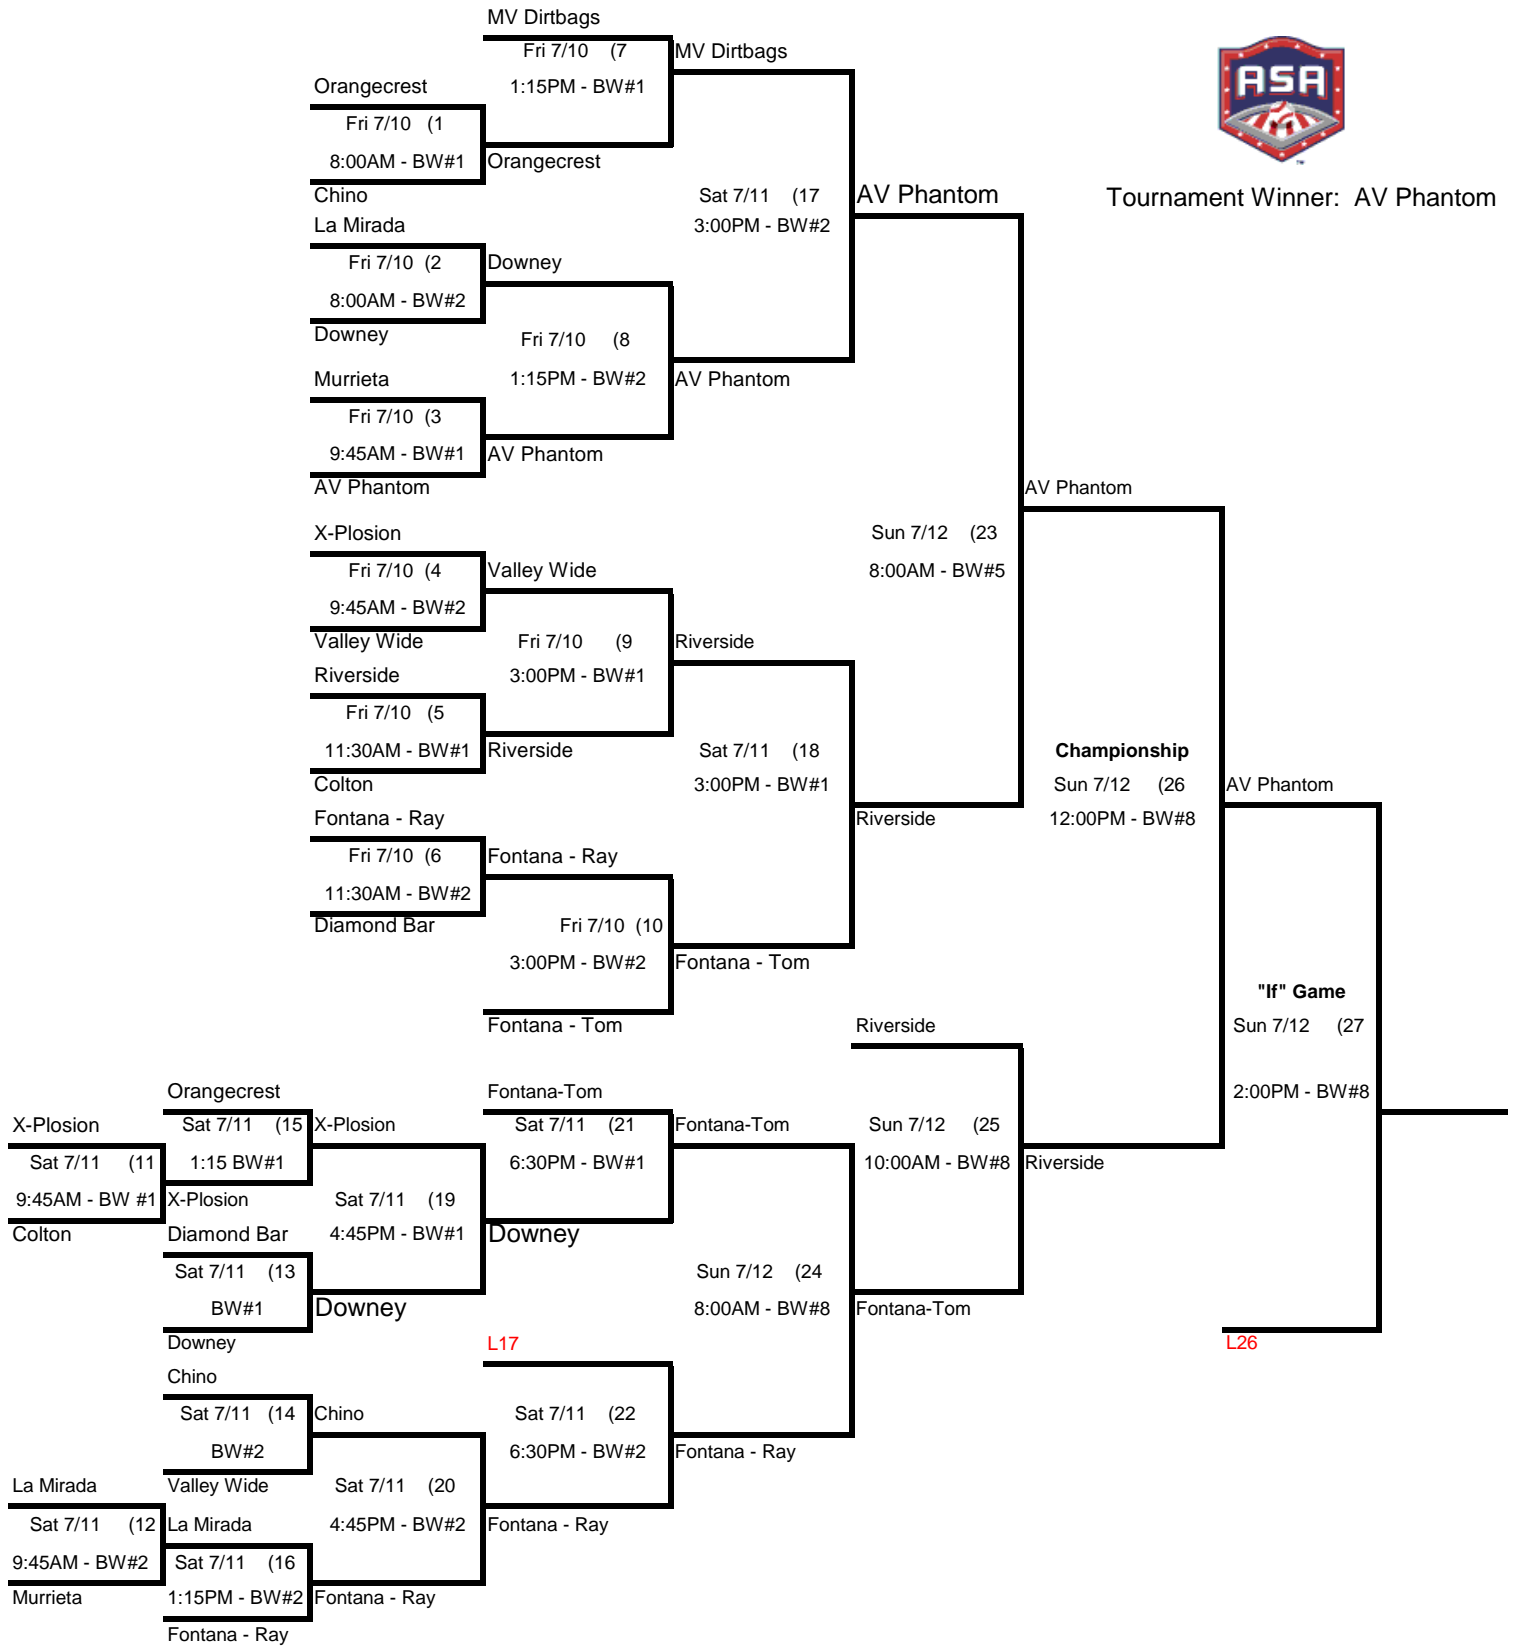 MV Dirtbags
Fri 7/10 (7
MV Dirtbags
1:15PM - BW#1
Orangecrest
Fri 7/10 (1
8:00AM - BW#1
Orangecrest
Chino
ASA
TM
Tournament Winner: AV Phantom
Sat 7/11 (17
AV Phantom
3:00PM - BW#2
La Mirada
Fri 7/10 (2
Downey
8:00AM - BW#2
Downey
Fri 7/10 (8
1:15PM - BW#2
AV Phantom
Murrieta
Fri 7/10 (3
9:45AM - BW#1
AV Phantom
AV Phantom
AV Phantom
X-Plosion
Sun 7/12 (23
8:00AM - BW#5
Fri 7/10 (4
Valley Wide
9:45AM - BW#2
Valley Wide
Fri 7/10 (9
Riverside
3:00PM - BW#1
Riverside
Fri 7/10 (5
11:30AM - BW#1
Riverside
Colton
Sat 7/11 (18
3:00PM - BW#1
Riverside
Championship
Sun 7/12 (26
AV Phantom
12:00PM - BW#8
Fontana - Ray
Fri 7/10 (6
Fontana - Ray
11:30AM - BW#2
Diamond Bar
Fri 7/10 (10
3:00PM - BW#2
Fontana - Tom
Fontana - Tom
"If" Game
Sun 7/12 (27
2:00PM - BW#8
Riverside
Orangecrest
Fontana-Tom
X-Plosion
Sat 7/11 (15
X-Plosion
Sat 7/11 (21
Fontana-Tom
Sun 7/12 (25
Sat 7/11 (11
1:15 BW#1
6:30PM - BW#1
10:00AM - BW#8
Riverside
9:45AM - BW #1
X-Plosion
Sat 7/11 (19
Colton
Diamond Bar
4:45PM - BW#1
Downey
Sat 7/11 (13
Sun 7/12 (24
BW#1
Downey
8:00AM - BW#8
Fontana-Tom
Downey
L17
L26
Chino
Sat 7/11 (14
Chino
Sat 7/11 (22
BW#2
6:30PM - BW#2
Fontana - Ray
La Mirada
Valley Wide
Sat 7/11 (20
Sat 7/11 (12
La Mirada
4:45PM - BW#2
Fontana - Ray
9:45AM - BW#2
Sat 7/11 (16
Murrieta
1:15PM - BW#2
Fontana - Ray
Fontana - Ray